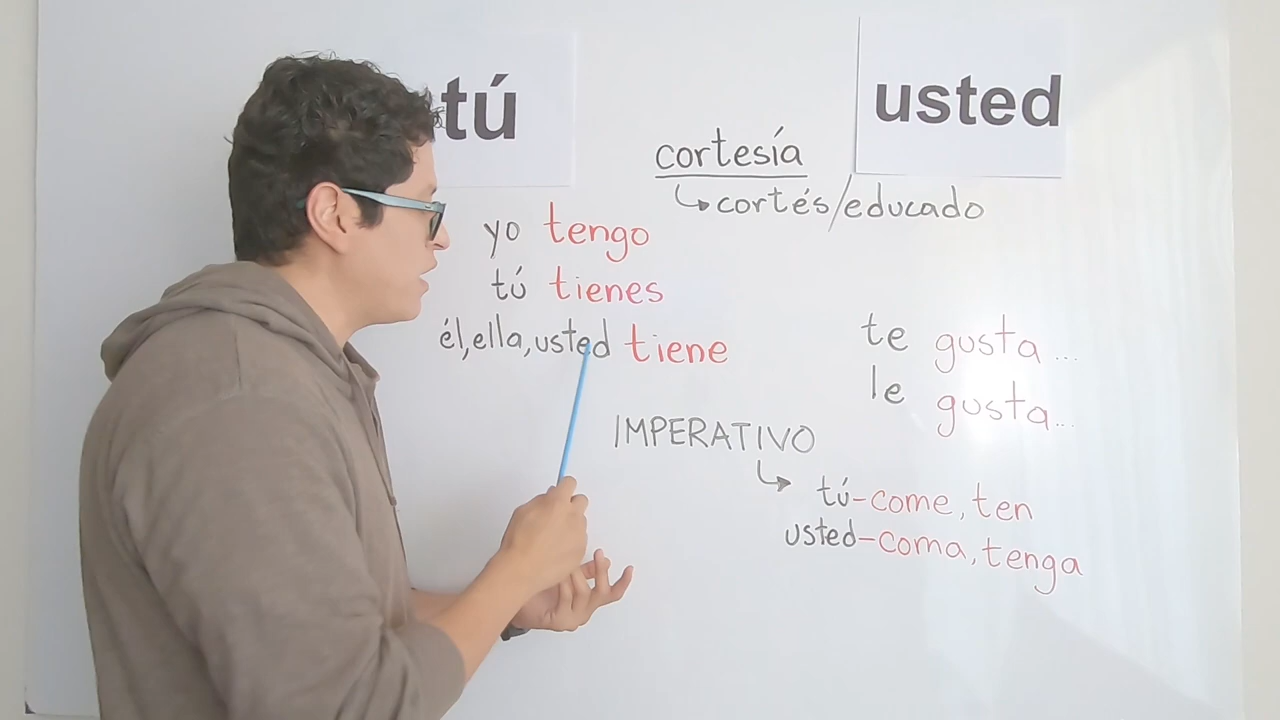 tú
usted
cortesía
cortés/educado
yo tengo
tú tienes
él,ella,usted tiene
te gusta...
le gusta...
IMPERATIVO
tú-come, ten
usted-coma, tenga